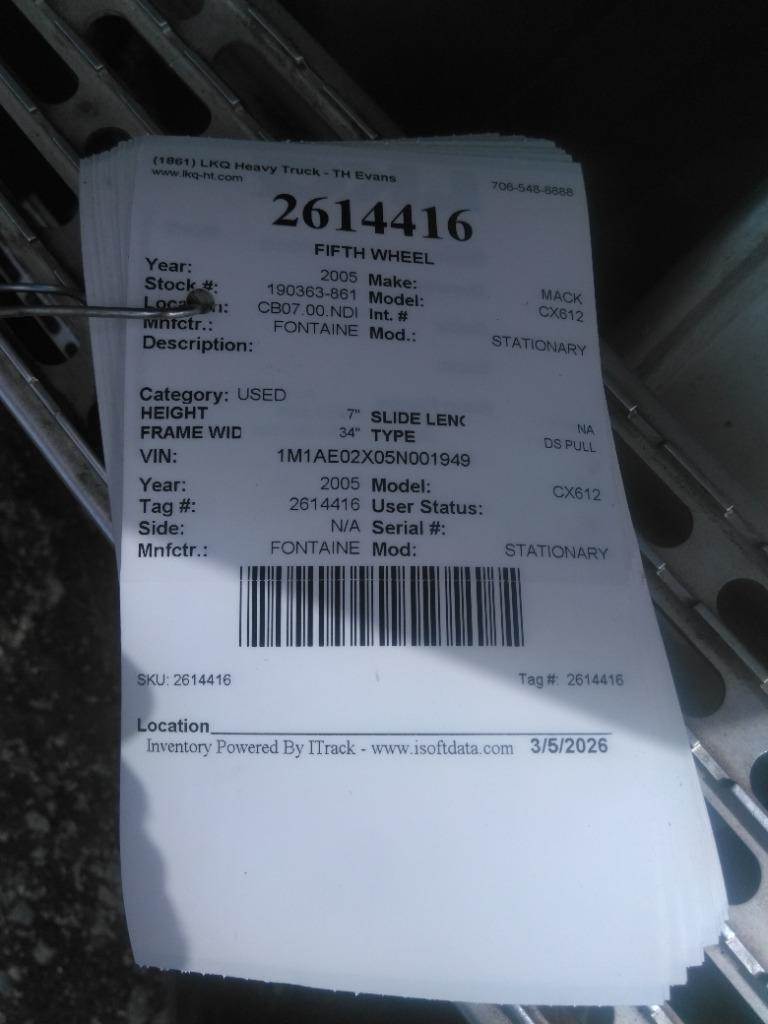 (1861) LKQ Heavy Truck - TH Evans
www.lkq-ht.com 706-548-8888
2614416
FIFTH WHEEL
Year: 2005 Make: MACK
Stock #: 190363-861 Model: CX612
Location: CB07.00.NDI Int. #
Mnfctr.: FONTAINE Mod.: STATIONARY
Description:
Category: USED
HEIGHT 7" SLIDE LENG NA
FRAME WID 34" TYPE DS PULL
VIN: 1M1AE02X05N001949
Year: 2005 Model: CX612
Tag #: 2614416 User Status:
Side: N/A Serial #:
Mnfctr.: FONTAINE Mod: STATIONARY
SKU: 2614416 Tag #: 2614416
Location
Inventory Powered By ITrack - www.isoftdata.com 3/5/2026